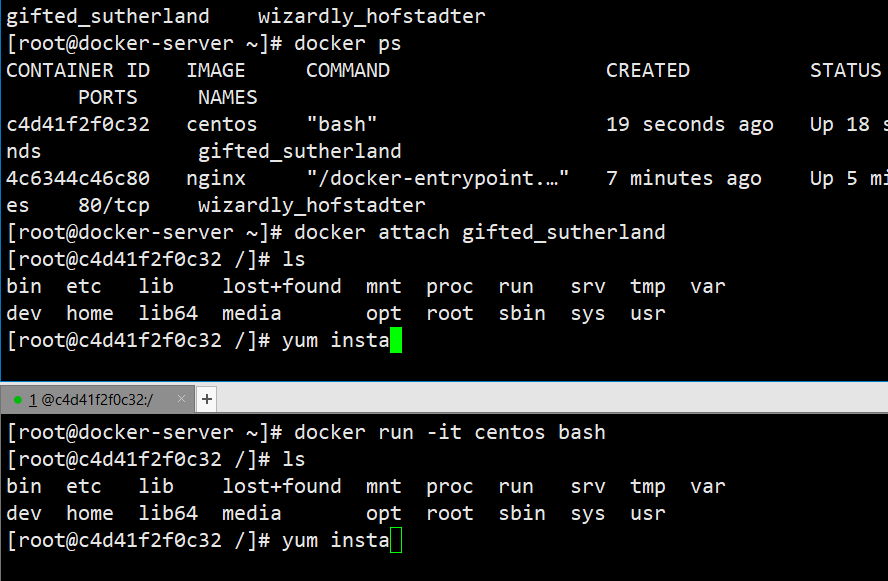 gifted_sutherland    wizardly_hofstadter
[root@docker-server ~]# docker ps
CONTAINER ID   IMAGE     COMMAND                  CREATED          STATUS
      PORTS     NAMES
c4d41f2f0c32   centos    "bash"                   19 seconds ago   Up 18 s
nds             gifted_sutherland
4c6344c46c80   nginx     "/docker-entrypoint.…"   7 minutes ago    Up 5 mi
es    80/tcp    wizardly_hofstadter
[root@docker-server ~]# docker attach gifted_sutherland
[root@c4d41f2f0c32 /]# ls
bin  etc   lib    lost+found  mnt  proc  run   srv  tmp  var
dev  home  lib64  media       opt  root  sbin  sys  usr
[root@c4d41f2f0c32 /]# yum insta
1 @c4d41f2f0c32:/ × +
[root@docker-server ~]# docker run -it centos bash
[root@c4d41f2f0c32 /]# ls
bin  etc   lib    lost+found  mnt  proc  run   srv  tmp  var
dev  home  lib64  media       opt  root  sbin  sys  usr
[root@c4d41f2f0c32 /]# yum insta